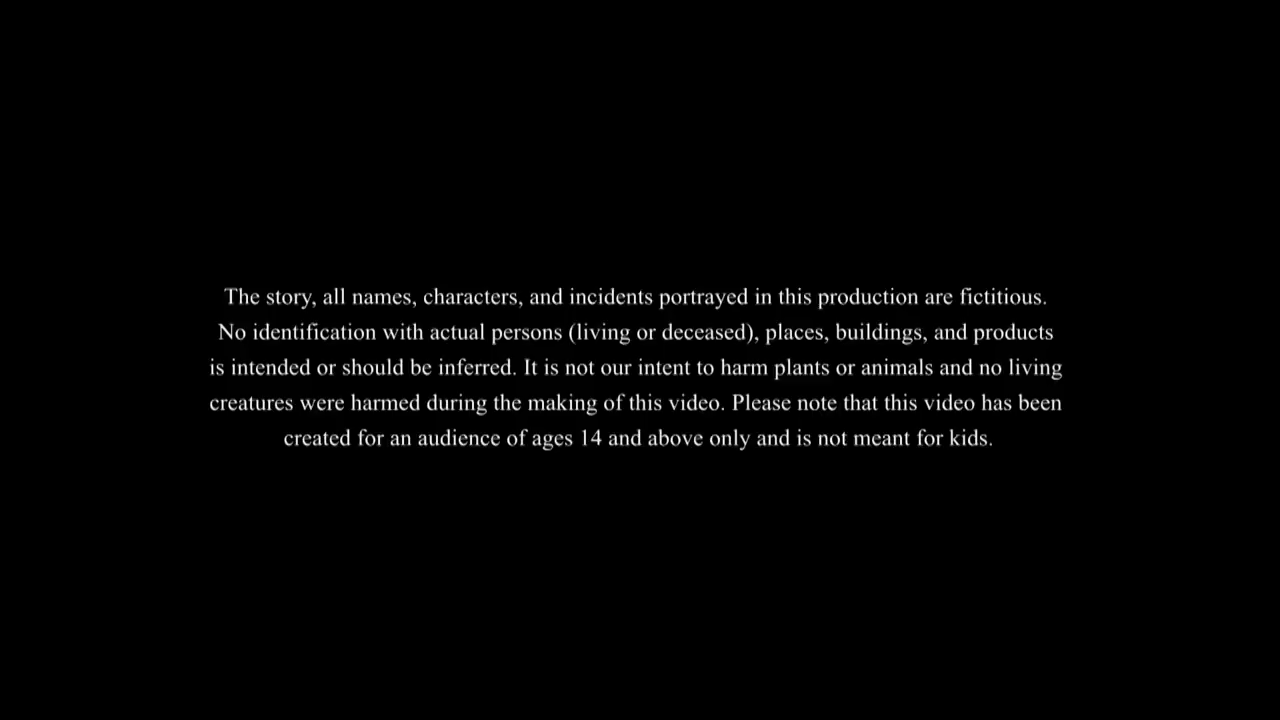 The story, all names, characters, and incidents portrayed in this production are fictitious.
No identification with actual persons (living or deceased), places, buildings, and products
is intended or should be inferred. It is not our intent to harm plants or animals and no living
creatures were harmed during the making of this video. Please note that this video has been
created for an audience of ages 14 and above only and is not meant for kids.